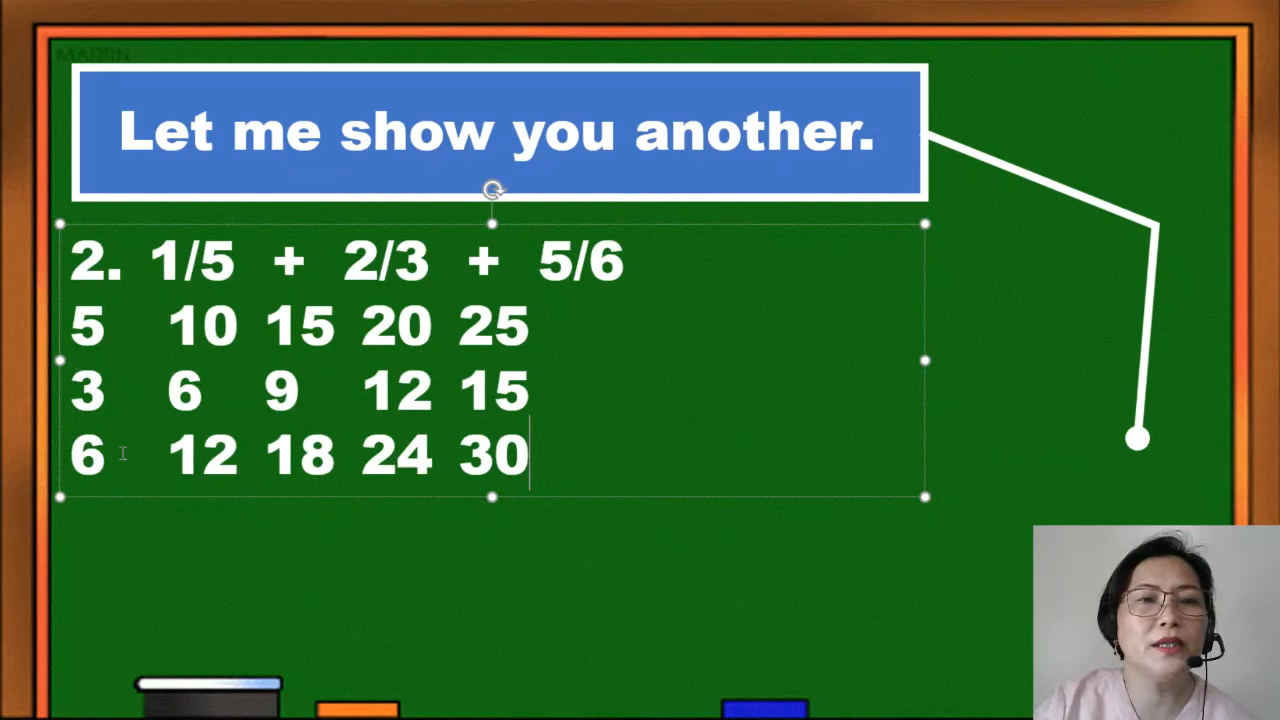 MARTIN
Let me show you another.
2. 1/5 + 2/3 + 5/6
5 10 15 20 25
3 6 9 12 15
6 12 18 24 30